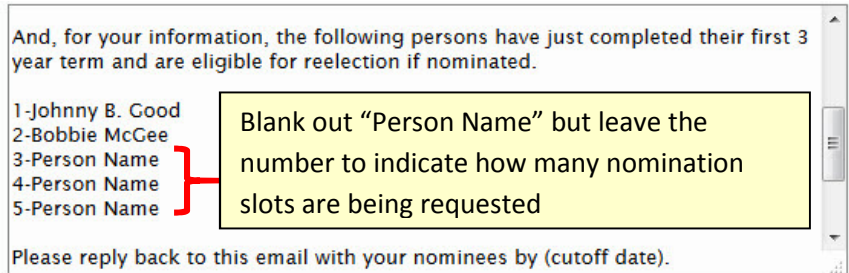 And, for your information, the following persons have just completed their first 3
year term and are eligible for reelection if nominated.
1-Johnny B. Good
2-Bobbie McGee
3-Person Name
4-Person Name
5-Person Name
Blank out “Person Name” but leave the
number to indicate how many nomination
slots are being requested
Please reply back to this email with your nominees by (cutoff date).